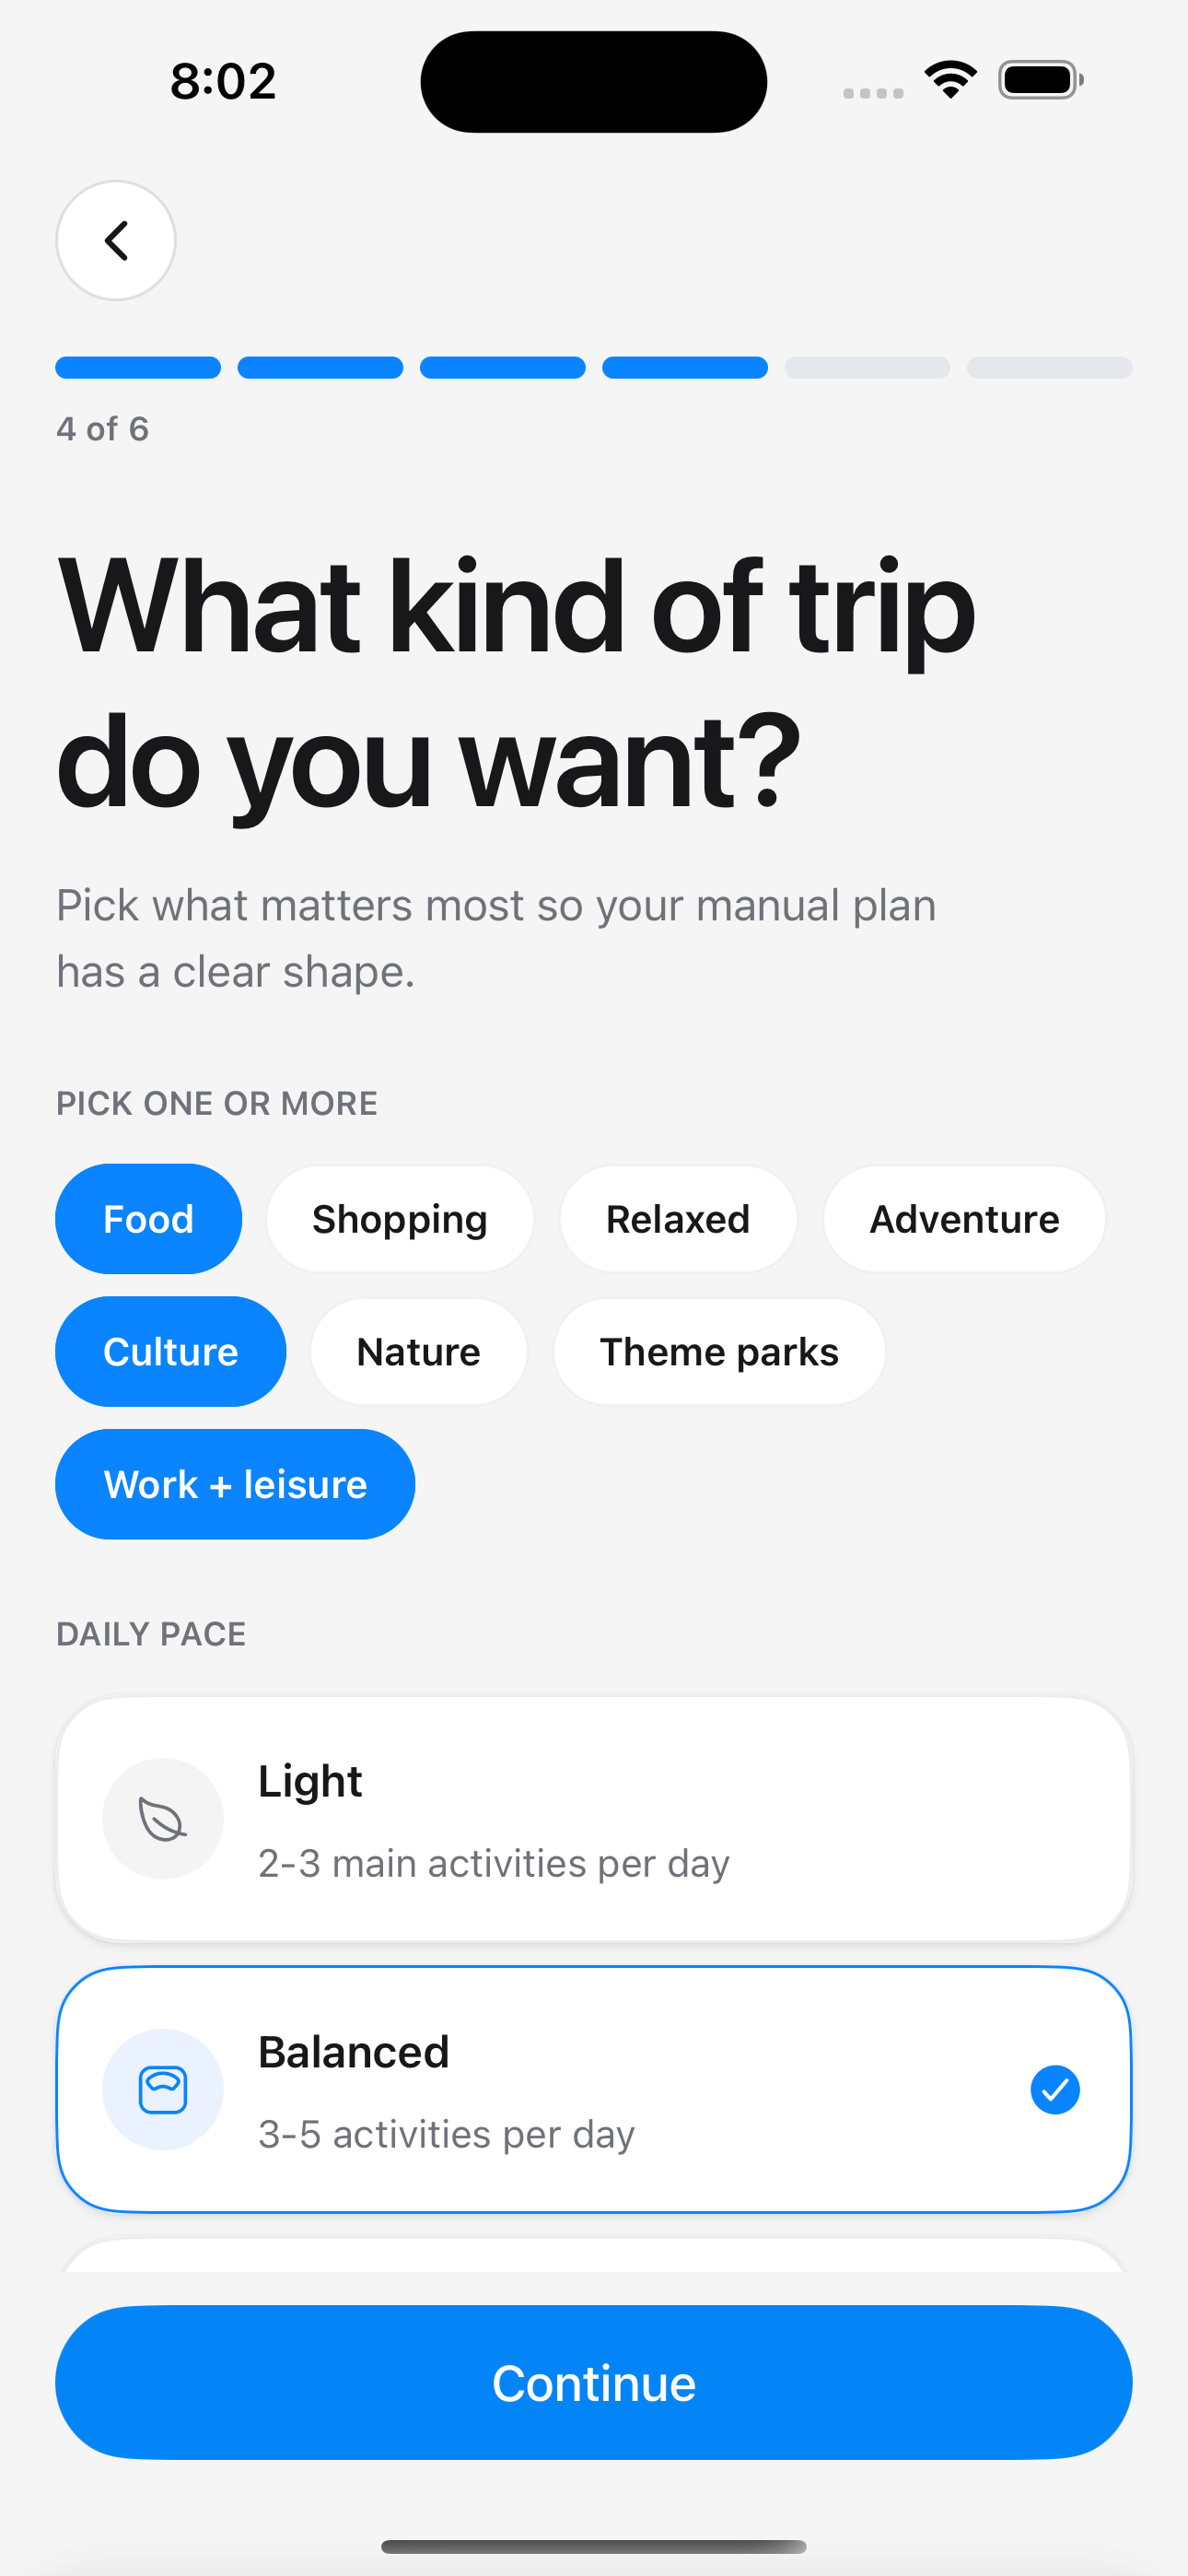 8:02
4 of 6
What kind of trip
do you want?
Pick what matters most so your manual plan
has a clear shape.
PICK ONE OR MORE
Food Shopping Relaxed Adventure
Culture Nature Theme parks
Work + leisure
DAILY PACE
Light
2-3 main activities per day
Balanced
3-5 activities per day
Continue